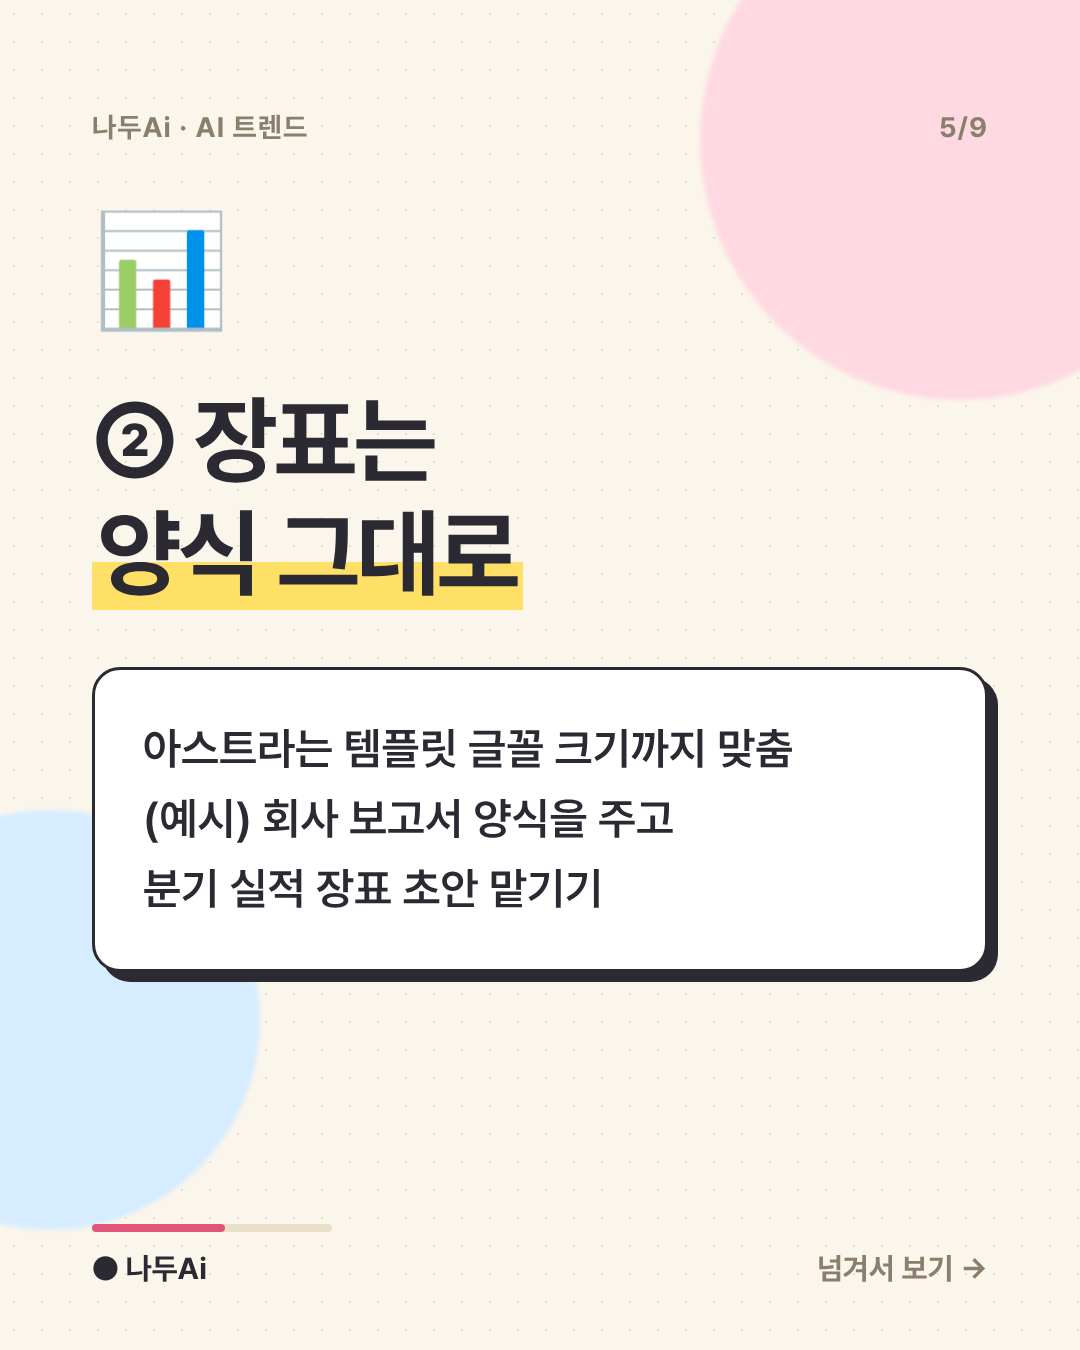 나두Ai · AI 트렌드
5/9
② 장표는
양식 그대로
아스트라는 템플릿 글꼴 크기까지 맞춤
(예시) 회사 보고서 양식을 주고
분기 실적 장표 초안 맡기기
● 나두Ai
넘겨서 보기 →